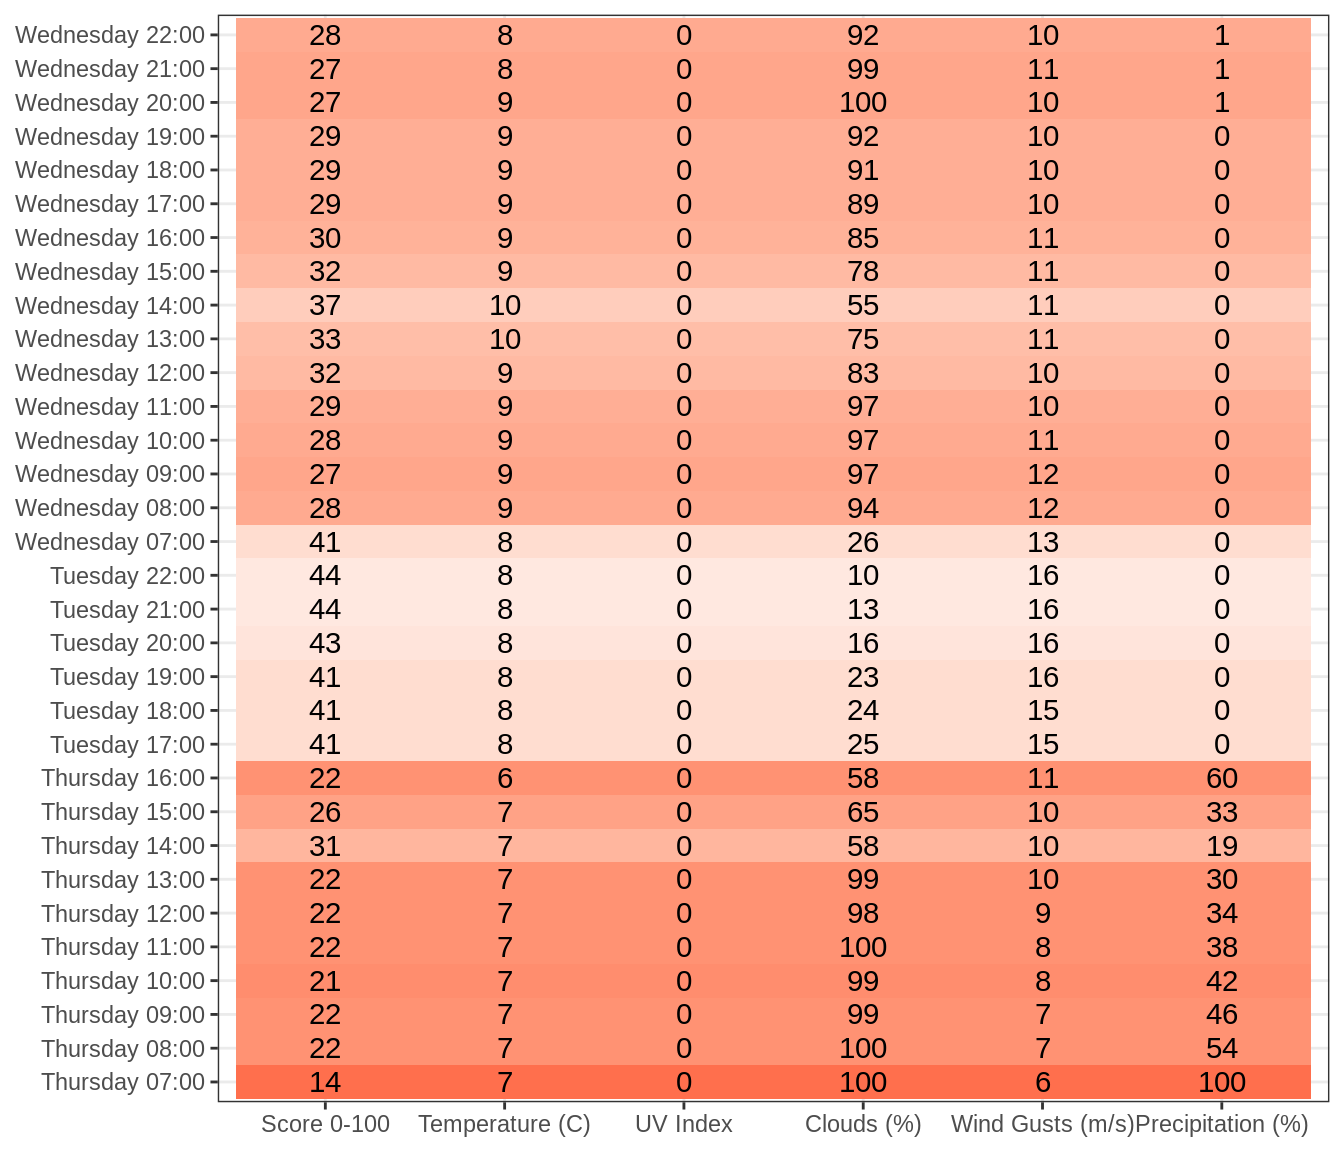 Wednesday 22:00 28 8 0 92 10 1
Wednesday 21:00 27 8 0 99 11 1
Wednesday 20:00 27 9 0 100 10 1
Wednesday 19:00 29 9 0 92 10 0
Wednesday 18:00 29 9 0 91 10 0
Wednesday 17:00 29 9 0 89 10 0
Wednesday 16:00 30 9 0 85 11 0
Wednesday 15:00 32 9 0 78 11 0
Wednesday 14:00 37 10 0 55 11 0
Wednesday 13:00 33 10 0 75 11 0
Wednesday 12:00 32 9 0 83 10 0
Wednesday 11:00 29 9 0 97 10 0
Wednesday 10:00 28 9 0 97 11 0
Wednesday 09:00 27 9 0 97 12 0
Wednesday 08:00 28 9 0 94 12 0
Wednesday 07:00 41 8 0 26 13 0
Tuesday 22:00 44 8 0 10 16 0
Tuesday 21:00 44 8 0 13 16 0
Tuesday 20:00 43 8 0 16 16 0
Tuesday 19:00 41 8 0 23 16 0
Tuesday 18:00 41 8 0 24 15 0
Tuesday 17:00 41 8 0 25 15 0
Thursday 16:00 22 6 0 58 11 60
Thursday 15:00 26 7 0 65 10 33
Thursday 14:00 31 7 0 58 10 19
Thursday 13:00 22 7 0 99 10 30
Thursday 12:00 22 7 0 98 9 34
Thursday 11:00 22 7 0 100 8 38
Thursday 10:00 21 7 0 99 8 42
Thursday 09:00 22 7 0 99 7 46
Thursday 08:00 22 7 0 100 7 54
Thursday 07:00 14 7 0 100 6 100
Score 0-100 Temperature (C) UV Index Clouds (%) Wind Gusts (m/s) Precipitation (%)